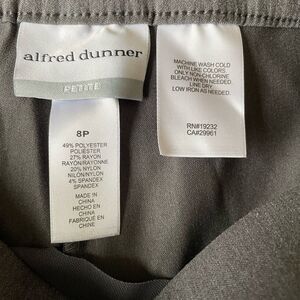 alfred dunner
PETITE
8P
49% POLYESTER
POLIESTER
27% RAYON
RAYON/RAYONNE
20% NYLON
NILON/NYLON
4% SPANDEX
SPANDEX
MADE IN
CHINA
HECHO EN
CHINA
FABRIQUÉ EN
CHINE
MACHINE WASH COLD
WITH LIKE COLORS
ONLY NON-CHLORINE
BLEACH WHEN NEEDED.
LINE DRY.
LOW IRON AS NEEDED.
RN#19232
CA#29961